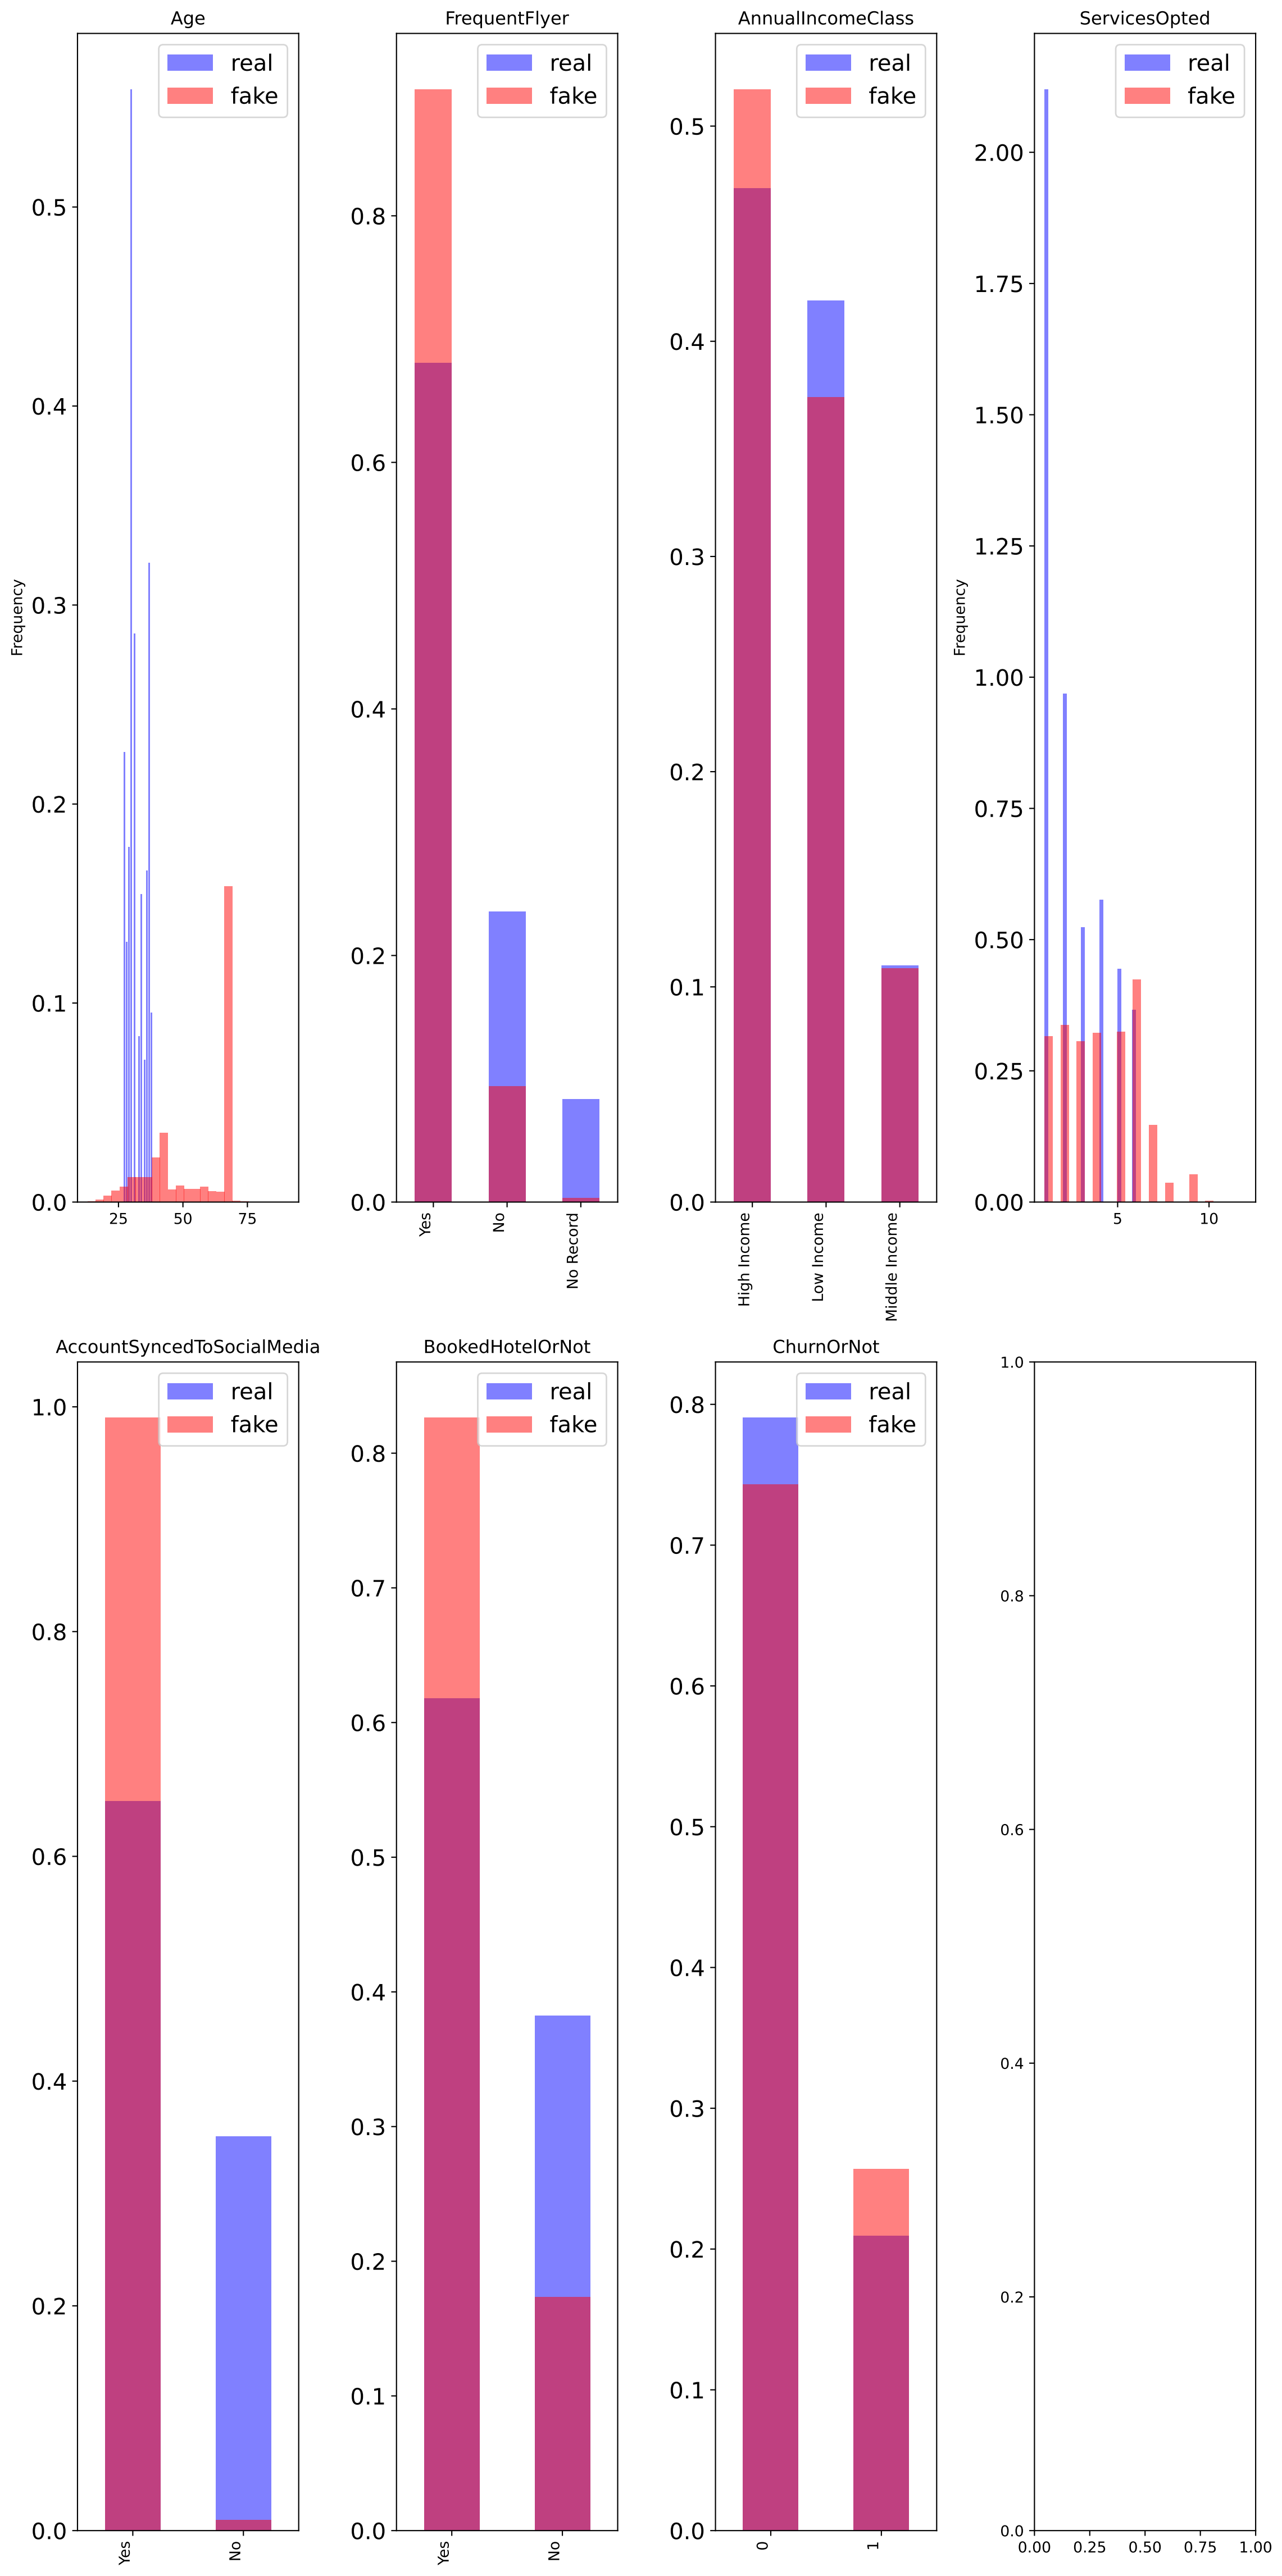 Age
real
fake
Frequency
0.5
0.4
0.3
0.2
0.1
0.0
25 50 75
FrequentFlyer
real
fake
0.8
0.6
0.4
0.2
0.0
Yes
No
No Record
AnnualIncomeClass
real
fake
0.5
0.4
0.3
0.2
0.1
0.0
High Income
Low Income
Middle Income
ServicesOpted
real
fake
Frequency
2.00
1.75
1.50
1.25
1.00
0.75
0.50
0.25
0.00
5 10
AccountSyncedToSocialMedia
real
fake
1.0
0.8
0.6
0.4
0.2
0.0
Yes
No
BookedHotelOrNot
real
fake
0.8
0.7
0.6
0.5
0.4
0.3
0.2
0.1
0.0
Yes
No
ChurnOrNot
real
fake
0.8
0.7
0.6
0.5
0.4
0.3
0.2
0.1
0.0
0
1
1.0
0.8
0.6
0.4
0.2
0.0
0.00 0.25 0.50 0.75 1.00